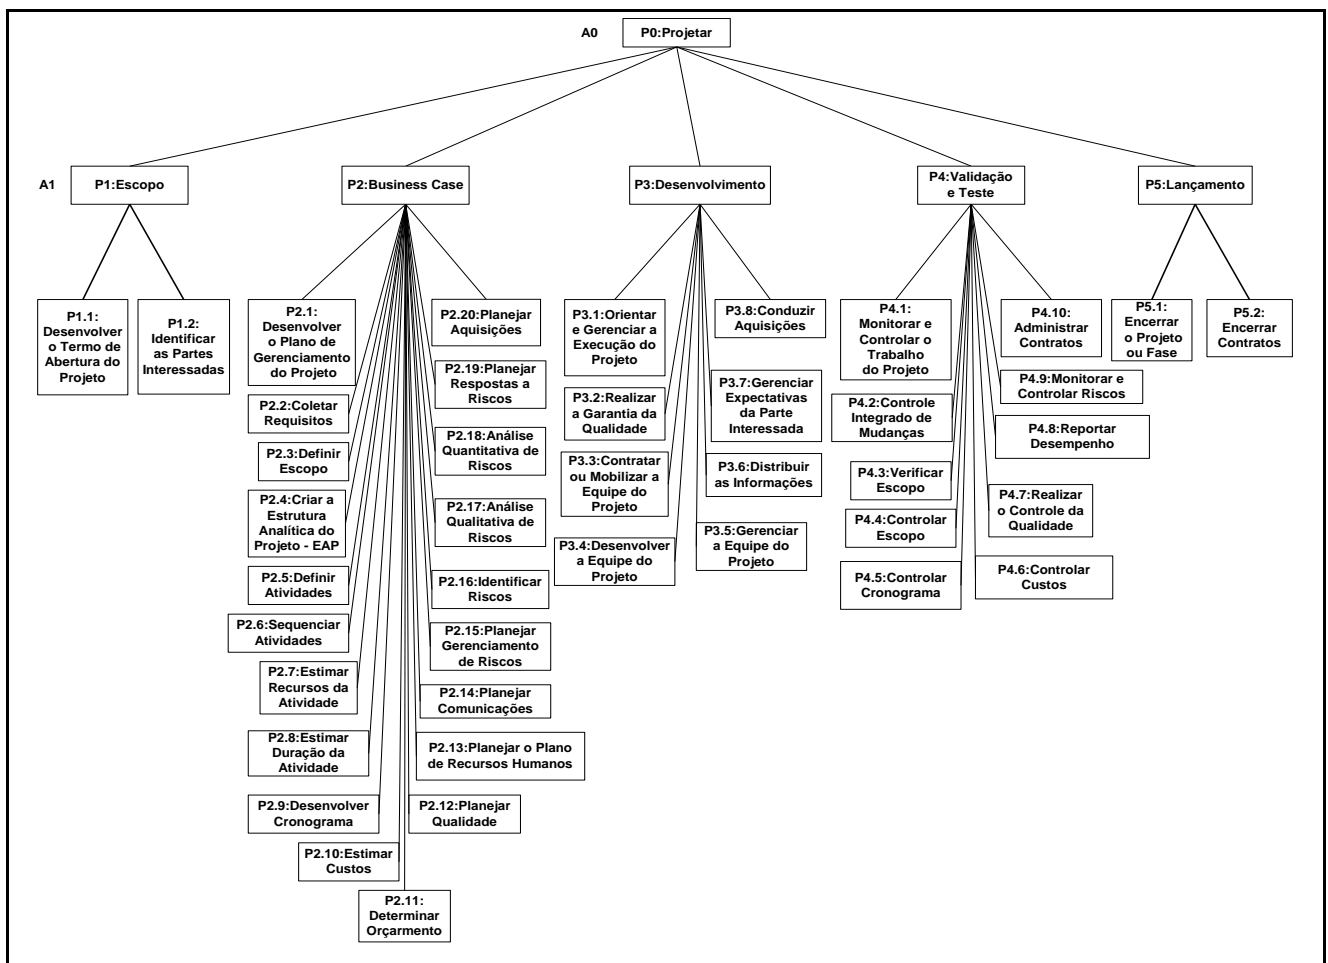 A0
P0:Projetar
A1
P1:Escopo
P2:Business Case
P3:Desenvolvimento
P4:Validação
e Teste
P5:Lançamento
P1.1:
Desenvolver
o Termo de
Abertura do
Projeto
P1.2:
Identificar
as Partes
Interessadas
P2.1:
Desenvolver
o Plano de
Gerenciamento
do Projeto
P2.2:Coletar
Requisitos
P2.3:Definir
Escopo
P2.4:Criar a
Estrutura
Analítica do
Projeto - EAP
P2.5:Definir
Atividades
P2.6:Sequenciar
Atividades
P2.7:Estimar
Recursos da
Atividade
P2.8:Estimar
Duração da
Atividade
P2.9:Desenvolver
Cronograma
P2.10:Estimar
Custos
P2.11:
Determinar
Orçarmento
P2.20:Planejar
Aquisições
P2.19:Planejar
Respostas a
Riscos
P2.18:Análise
Quantitativa de
Riscos
P2.17:Análise
Qualitativa de
Riscos
P2.16:Identificar
Riscos
P2.15:Planejar
Gerenciamento
de Riscos
P2.14:Planejar
Comunicações
P2.13:Planejar o Plano
de Recursos Humanos
P2.12:Planejar
Qualidade
P3.1:Orientar
e Gerenciar a
Execução do
Projeto
P3.2:Realizar
a Garantia da
Qualidade
P3.3:Contratar
ou Mobilizar a
Equipe do
Projeto
P3.4:Desenvolver
a Equipe do
Projeto
P3.8:Conduzir
Aquisições
P3.7:Gerenciar
Expectativas
da Parte
Interessada
P3.6:Distribuir
as Informações
P3.5:Gerenciar
a Equipe do
Projeto
P4.1:
Monitorar e
Controlar o
Trabalho
do Projeto
P4.2:Controle
Integrado de
Mudanças
P4.3:Verificar
Escopo
P4.4:Controlar
Escopo
P4.5:Controlar
Cronograma
P4.10:
Administrar
Contratos
P4.9:Monitorar e
Controlar Riscos
P4.8:Reportar
Desempenho
P4.7:Realizar
o Controle da
Qualidade
P4.6:Controlar
Custos
P5.1:
Encerrar
o Projeto
ou Fase
P5.2:
Encerrar
Contratos